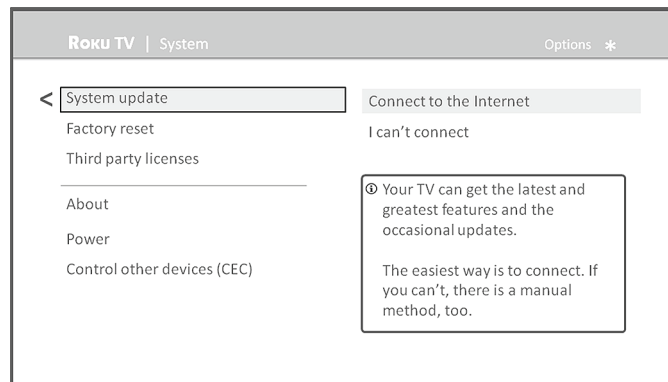 Roku TV | System
Options *
< System update
Factory reset
Third party licenses
About
Power
Control other devices (CEC)
Connect to the Internet
I can't connect
ⓘ Your TV can get the latest and
greatest features and the
occasional updates.
The easiest way is to connect. If
you can't, there is a manual
method, too.